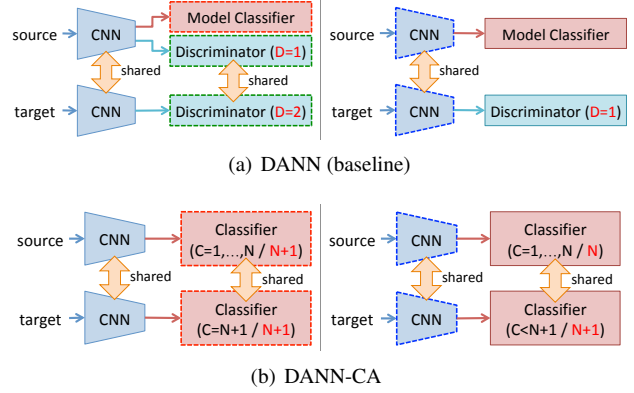 source CNN Model Classifier
Discriminator (D=1)
shared shared
target CNN Discriminator (D=2)
source CNN Model Classifier
shared
target CNN Discriminator (D=1)
(a) DANN (baseline)
source CNN Classifier
(C=1,...,N / N+1)
shared shared
target CNN Classifier
(C=N+1 / N+1)
source CNN Classifier
(C=1,...,N / N)
shared shared
target CNN Classifier
(C<N+1 / N+1)
(b) DANN-CA